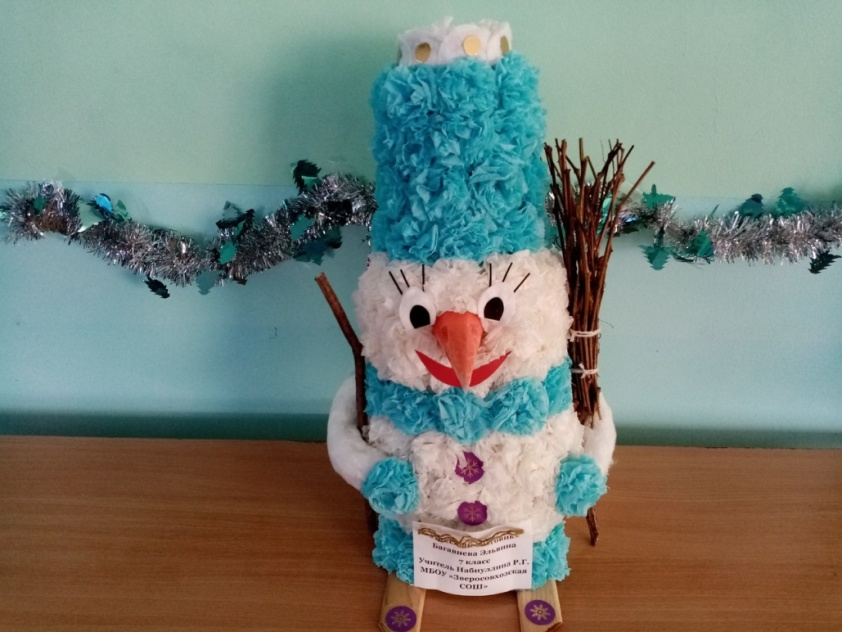 Багавиева Эльвина
7 класс
Учитель Набиуллина Р.Г.
МБОУ «Зверосовхозская
СОШ»